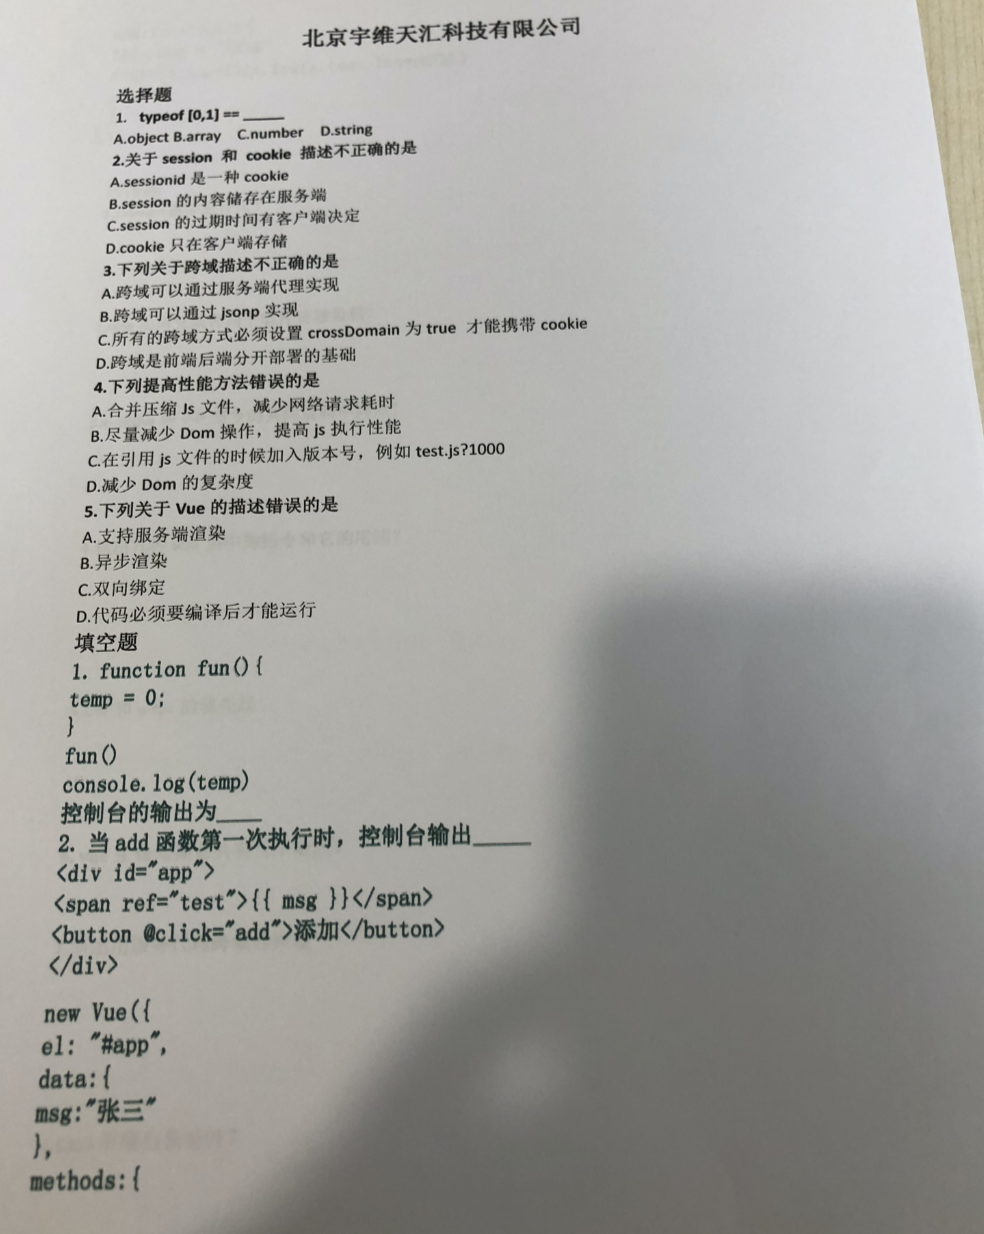 北京宇维天汇科技有限公司
选择题
1. typeof [0,1] == _____
A.object B.array C.number D.string
2.关于 session 和 cookie 描述不正确的是
A.sessionid 是一种 cookie
B.session 的内容储存在服务端
C.session 的过期时间有客户端决定
D.cookie 只在客户端存储
3.下列关于跨域描述不正确的是
A.跨域可以通过服务端代理实现
B.跨域可以通过 jsonp 实现
C.所有的跨域方式必须设置 crossDomain 为 true 才能携带 cookie
D.跨域是前端后端分开部署的基础
4.下列提高性能方法错误的是
A.合并压缩 Js 文件，减少网络请求耗时
B.尽量减少 Dom 操作，提高 js 执行性能
C.在引用 js 文件的时候加入版本号，例如 test.js?1000
D.减少 Dom 的复杂度
5.下列关于 Vue 的描述错误的是
A.支持服务端渲染
B.异步渲染
C.双向绑定
D.代码必须要编译后才能运行
填空题
1. function fun(){
temp = 0;
}
fun()
console.log(temp)
控制台的输出为____
2. 当 add 函数第一次执行时，控制台输出_____
<div id="app">
<span ref="test">{{ msg }}</span>
<button @click="add">添加</button>
</div>
new Vue({
el: "#app",
data:{
msg:"张三"
},
methods:{